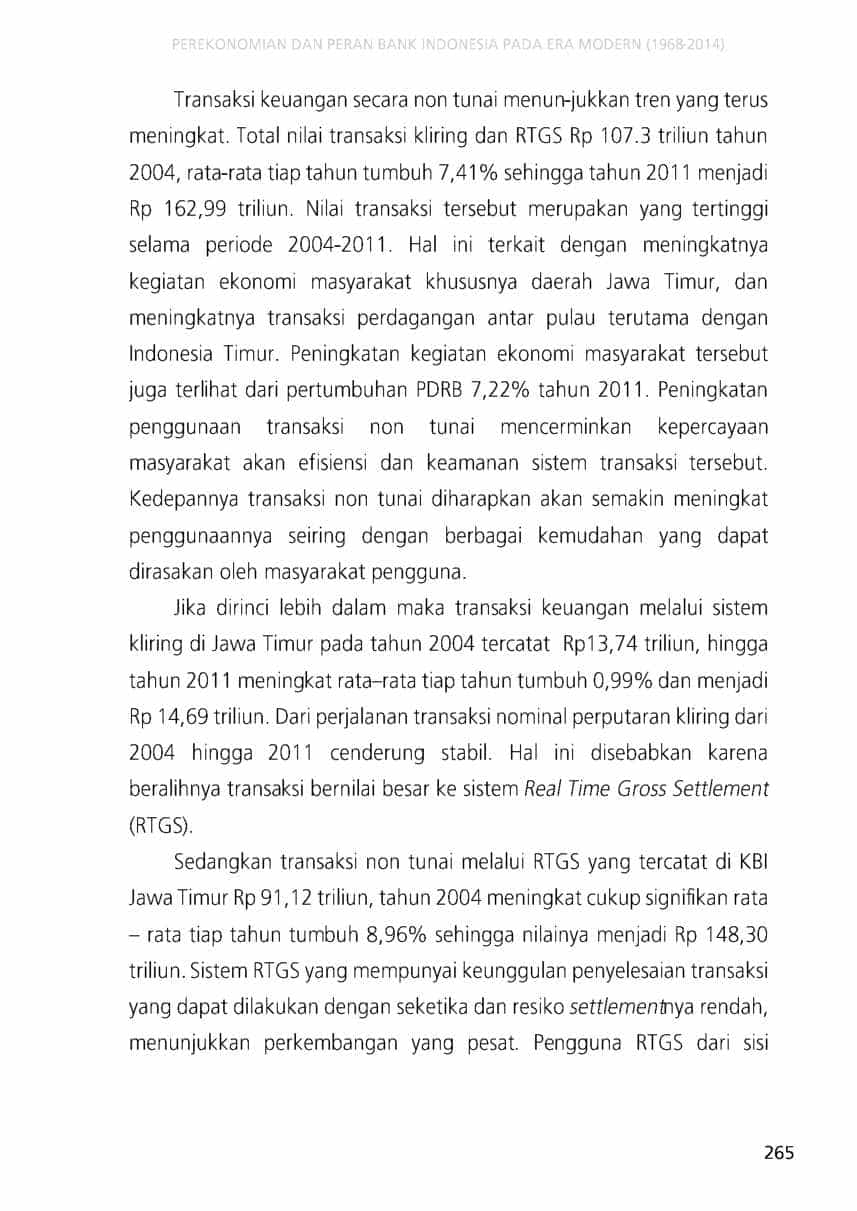 PEREKONOMIAN DAN PERAN BANK INDONESIA PADA ERA MODERN (1968-2014)
Transaksi keuangan secara non tunai menun-jukkan tren yang terus
meningkat. Total nilai transaksi kliring dan RTGS Rp 107.3 triliun tahun
2004, rata-rata tiap tahun tumbuh 7,41% sehingga tahun 2011 menjadi
Rp 162,99 triliun. Nilai transaksi tersebut merupakan yang tertinggi
selama periode 2004-2011. Hal ini terkait dengan meningkatnya
kegiatan ekonomi masyarakat khususnya daerah Jawa Timur, dan
meningkatnya transaksi perdagangan antar pulau terutama dengan
Indonesia Timur. Peningkatan kegiatan ekonomi masyarakat tersebut
juga terlihat dari pertumbuhan PDRB 7,22% tahun 2011. Peningkatan
penggunaan transaksi non tunai mencerminkan kepercayaan
masyarakat akan efisiensi dan keamanan sistem transaksi tersebut.
Kedepannya transaksi non tunai diharapkan akan semakin meningkat
penggunaannya seiring dengan berbagai kemudahan yang dapat
dirasakan oleh masyarakat pengguna.
Jika dirinci lebih dalam maka transaksi keuangan melalui sistem
kliring di Jawa Timur pada tahun 2004 tercatat Rp13,74 triliun, hingga
tahun 2011 meningkat rata–rata tiap tahun tumbuh 0,99% dan menjadi
Rp 14,69 triliun. Dari perjalanan transaksi nominal perputaran kliring dari
2004 hingga 2011 cenderung stabil. Hal ini disebabkan karena
beralihnya transaksi bernilai besar ke sistem Real Time Gross Settlement
(RTGS).
Sedangkan transaksi non tunai melalui RTGS yang tercatat di KBI
Jawa Timur Rp 91,12 triliun, tahun 2004 meningkat cukup signifikan rata
– rata tiap tahun tumbuh 8,96% sehingga nilainya menjadi Rp 148,30
triliun. Sistem RTGS yang mempunyai keunggulan penyelesaian transaksi
yang dapat dilakukan dengan seketika dan resiko settlementnya rendah,
menunjukkan perkembangan yang pesat. Pengguna RTGS dari sisi
265